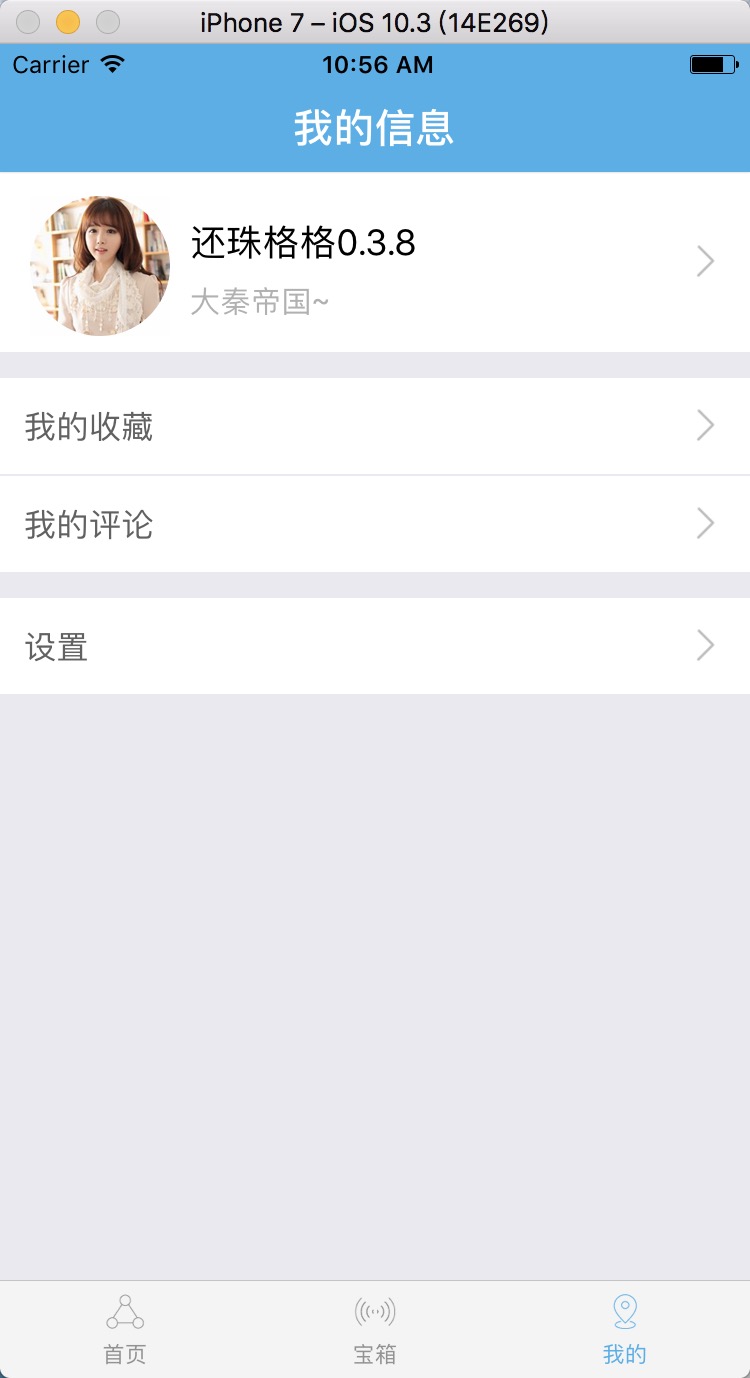 iPhone 7 – iOS 10.3 (14E269)
Carrier 10:56 AM
我的信息
还珠格格0.3.8
大秦帝国~
我的收藏
我的评论
设置
首页 宝箱 我的